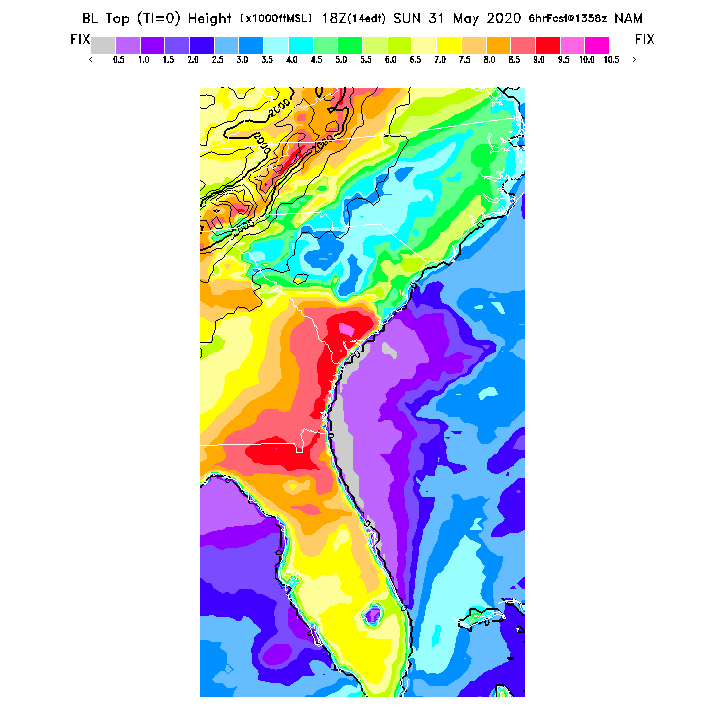 BL Top (TI=0) Height [x1000ftMSL] 18Z(14edt) SUN 31 May 2020 6hrFcst@1358z NAM
FIX FIX
< 0.5 1.0 1.5 2.0 2.5 3.0 3.5 4.0 4.5 5.0 5.5 6.0 6.5 7.0 7.5 8.0 8.5 9.0 9.5 10.0 10.5 >
2000
2000